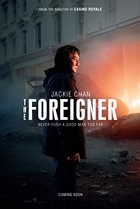 FROM THE DIRECTOR OF CASINO ROYALE
JACKIE CHAN
THE FOREIGNER
NEVER PUSH A GOOD MAN TOO FAR
COMING SOON